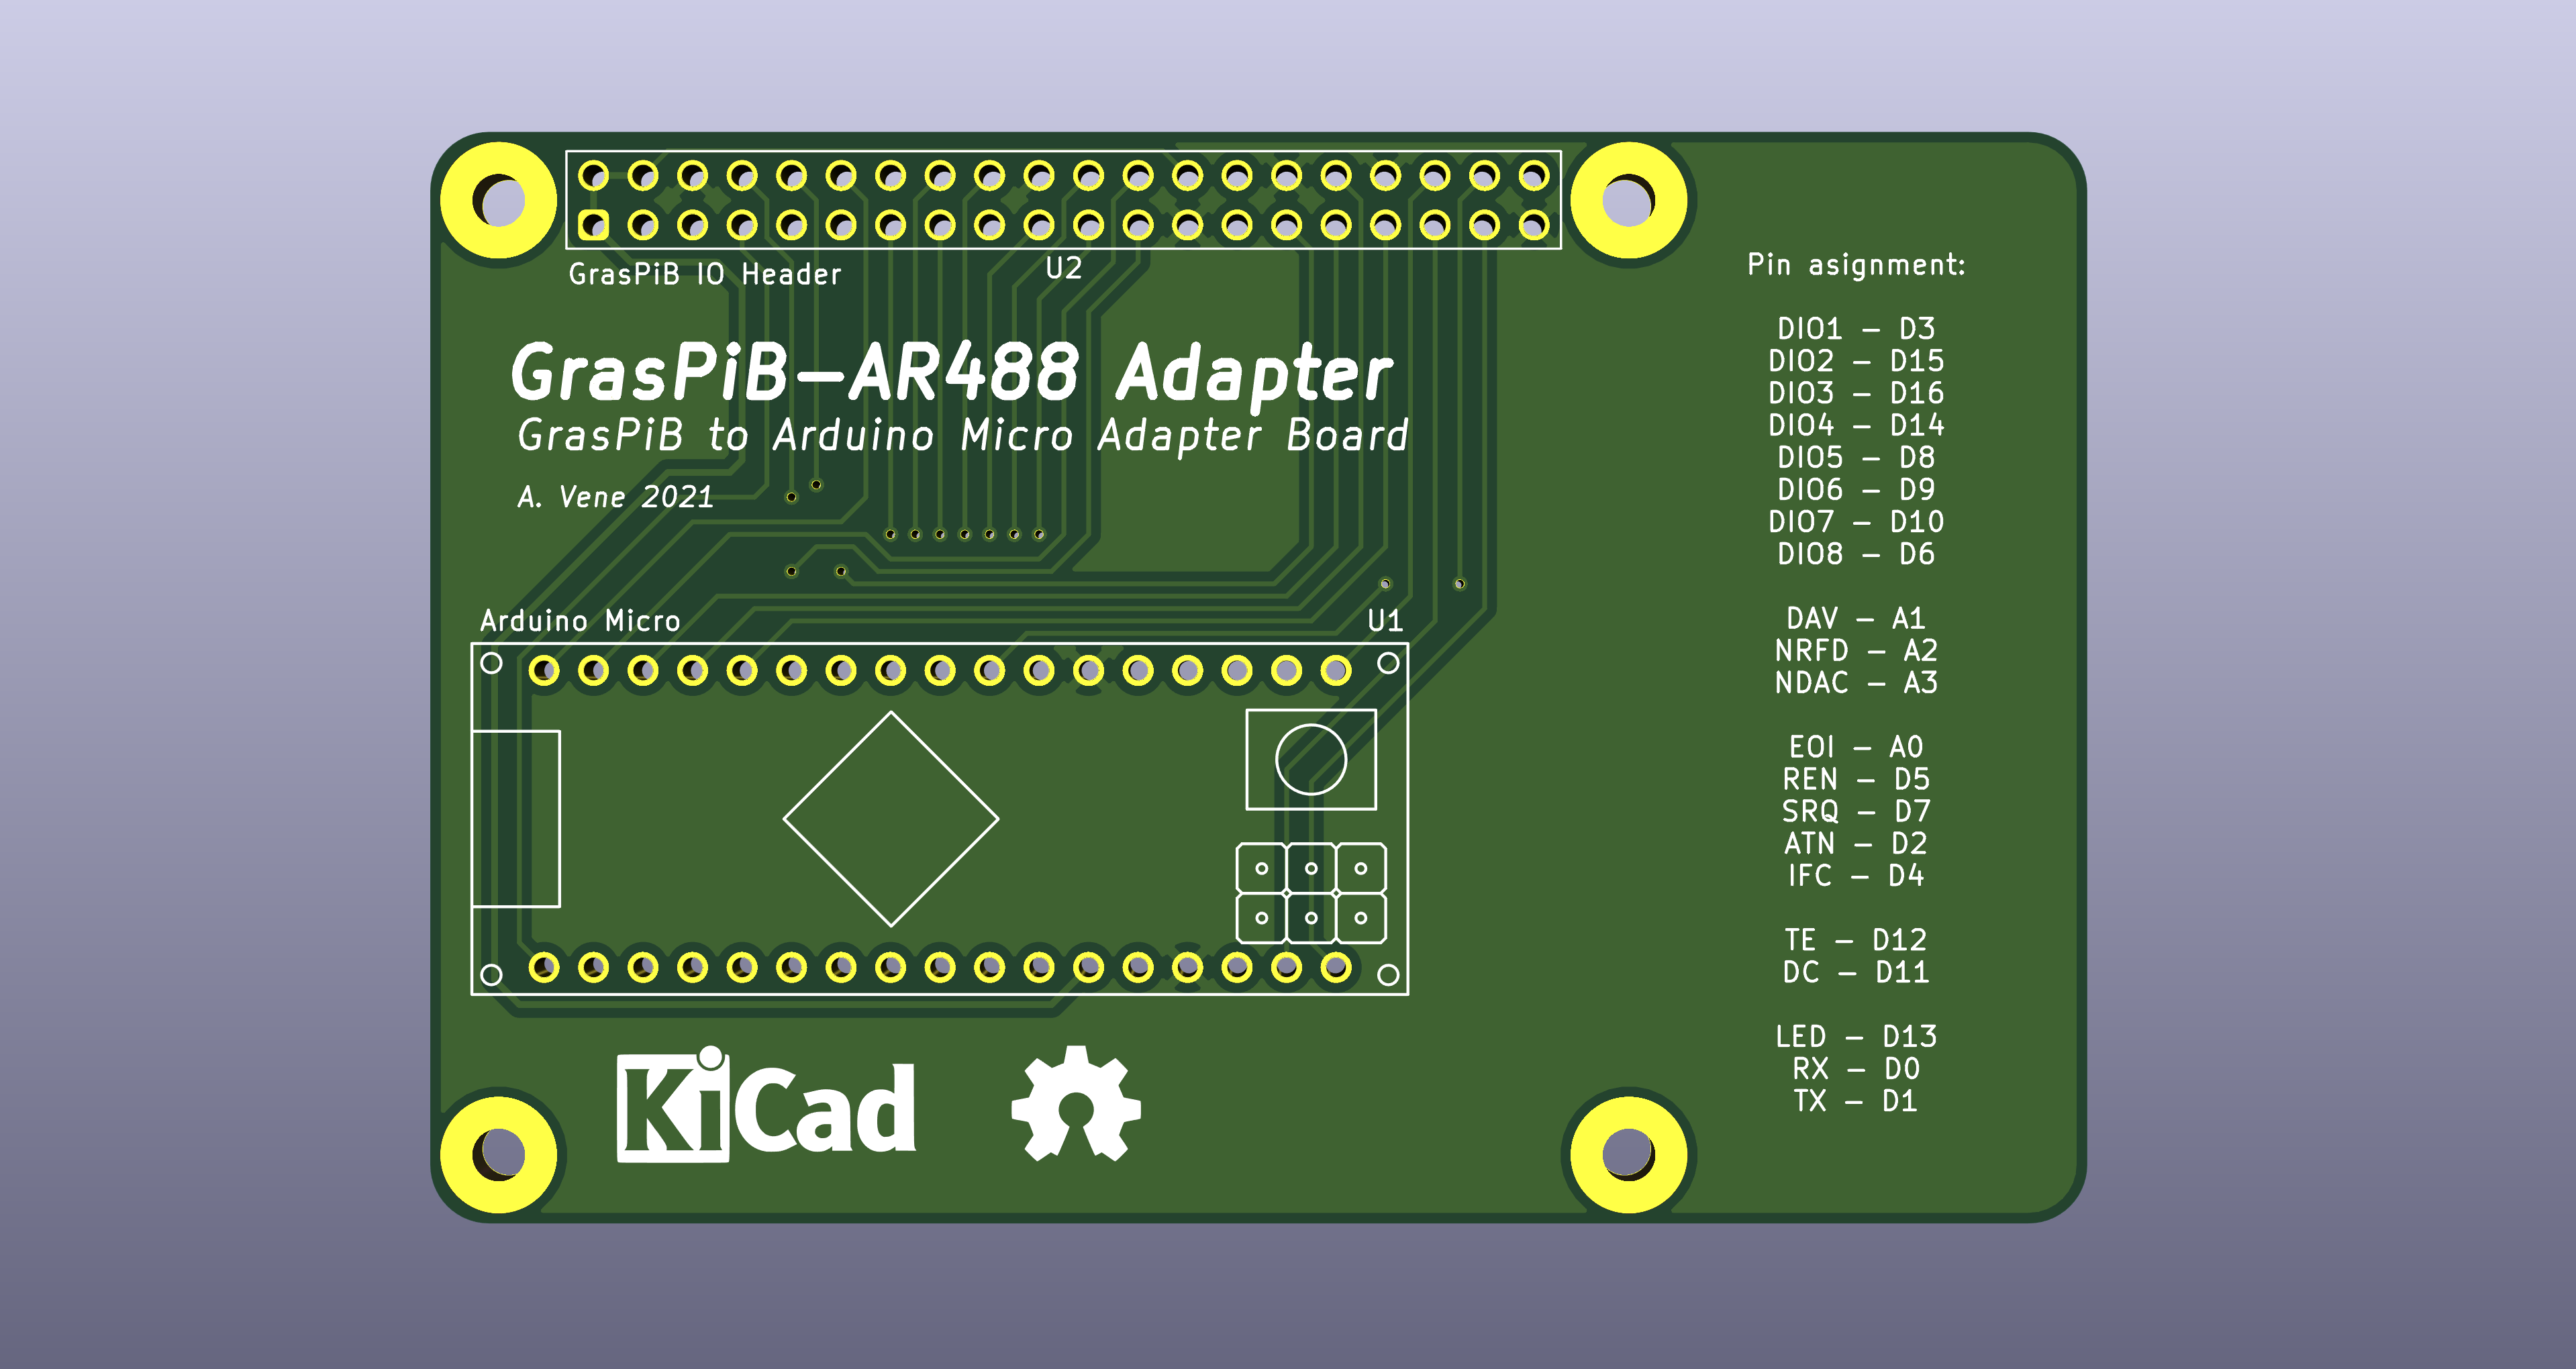 GrasPiB IO Header
U2
GrasPiB-AR488 Adapter
GrasPiB to Arduino Micro Adapter Board
A. Vene 2021
Arduino Micro
U1
KiCad
Pin asignment:
DIO1 - D3
DIO2 - D15
DIO3 - D16
DIO4 - D14
DIO5 - D8
DIO6 - D9
DIO7 - D10
DIO8 - D6
DAV - A1
NRFD - A2
NDAC - A3
EOI - A0
REN - D5
SRQ - D7
ATN - D2
IFC - D4
TE - D12
DC - D11
LED - D13
RX - D0
TX - D1